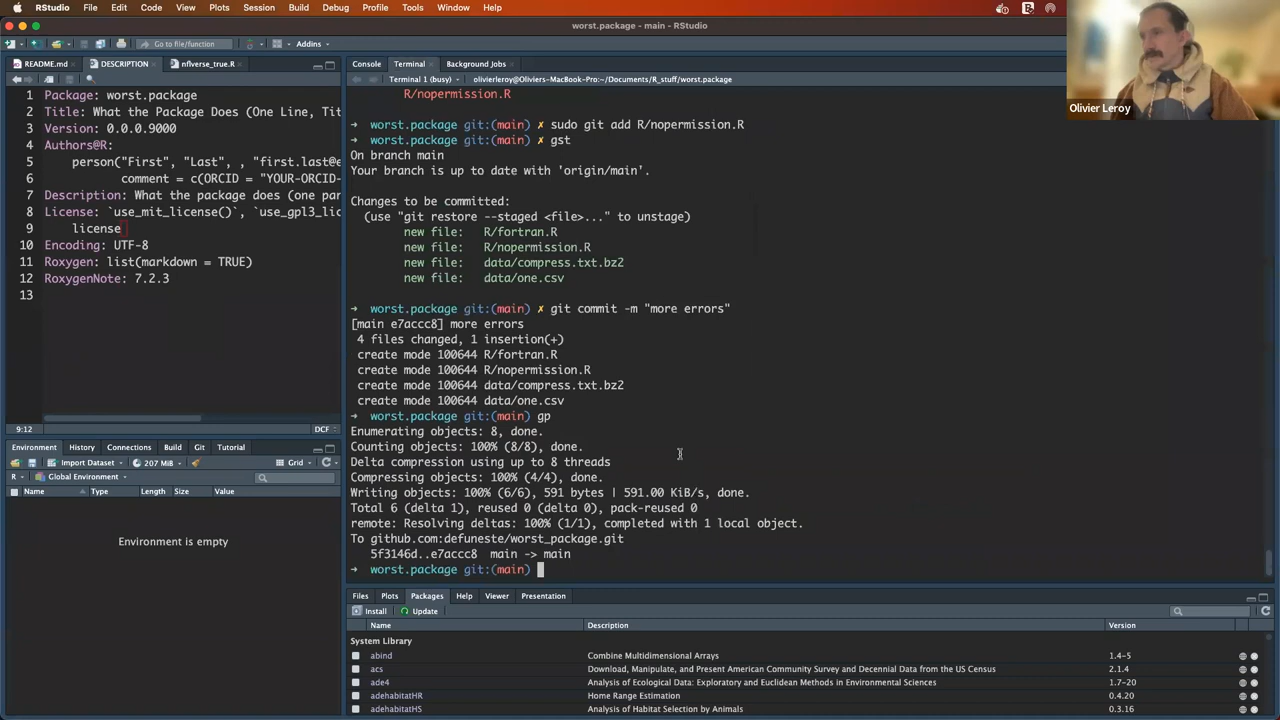 RStudio File Edit Code View Plots Session Build Debug Profile Tools Window Help
worst.package - main - RStudio
Go to file/function Addins
README.md DESCRIPTION nflverse_true.R
1 Package: worst.package
2 Title: What the Package Does (One Line, Tit
3 Version: 0.0.0.9000
4 Authors@R:
5 person("First", "Last", , "first.last@e
6 comment = c(ORCID = "YOUR-ORCID-
7 Description: What the package does (one par
8 License: `use_mit_license()`, `use_gpl3_lic
9 license
10 Encoding: UTF-8
11 Roxygen: list(markdown = TRUE)
12 RoxygenNote: 7.2.3
13
9:12 DCF
Environment History Connections Build Git Tutorial
Import Dataset 207 MiB Grid
R Global Environment
Name Type Length Size Value
Environment is empty
Console Terminal Background Jobs
Terminal 1 (busy) olivierleroy@Oliviers-MacBook-Pro:~/Documents/R_stuff/worst.package
R/nopermission.R
➜ worst.package git:(main) ✗ sudo git add R/nopermission.R
➜ worst.package git:(main) ✗ gst
On branch main
Your branch is up to date with 'origin/main'.
Changes to be committed:
(use "git restore --staged <file>..." to unstage)
new file: R/fortran.R
new file: R/nopermission.R
new file: data/compress.txt.bz2
new file: data/one.csv
➜ worst.package git:(main) ✗ git commit -m "more errors"
[main e7accc8] more errors
4 files changed, 1 insertion(+)
create mode 100644 R/fortran.R
create mode 100644 R/nopermission.R
create mode 100644 data/compress.txt.bz2
create mode 100644 data/one.csv
➜ worst.package git:(main) gp
Enumerating objects: 8, done.
Counting objects: 100% (8/8), done.
Delta compression using up to 8 threads
Compressing objects: 100% (4/4), done.
Writing objects: 100% (6/6), 591 bytes | 591.00 KiB/s, done.
Total 6 (delta 1), reused 0 (delta 0), pack-reused 0
remote: Resolving deltas: 100% (1/1), completed with 1 local object.
To github.com:defuneste/worst_package.git
5f3146d..e7accc8 main -> main
➜ worst.package git:(main)
Files Plots Packages Help Viewer Presentation
Install Update
Name Description Version
System Library
abind Combine Multidimensional Arrays 1.4-5
acs Download, Manipulate, and Present American Community Survey and Decennial Data from the US Census 2.1.4
ade4 Analysis of Ecological Data: Exploratory and Euclidean Methods in Environmental Sciences 1.7-20
adehabitatHR Home Range Estimation 0.4.20
adehabitatHS Analysis of Habitat Selection by Animals 0.3.16
Olivier Leroy